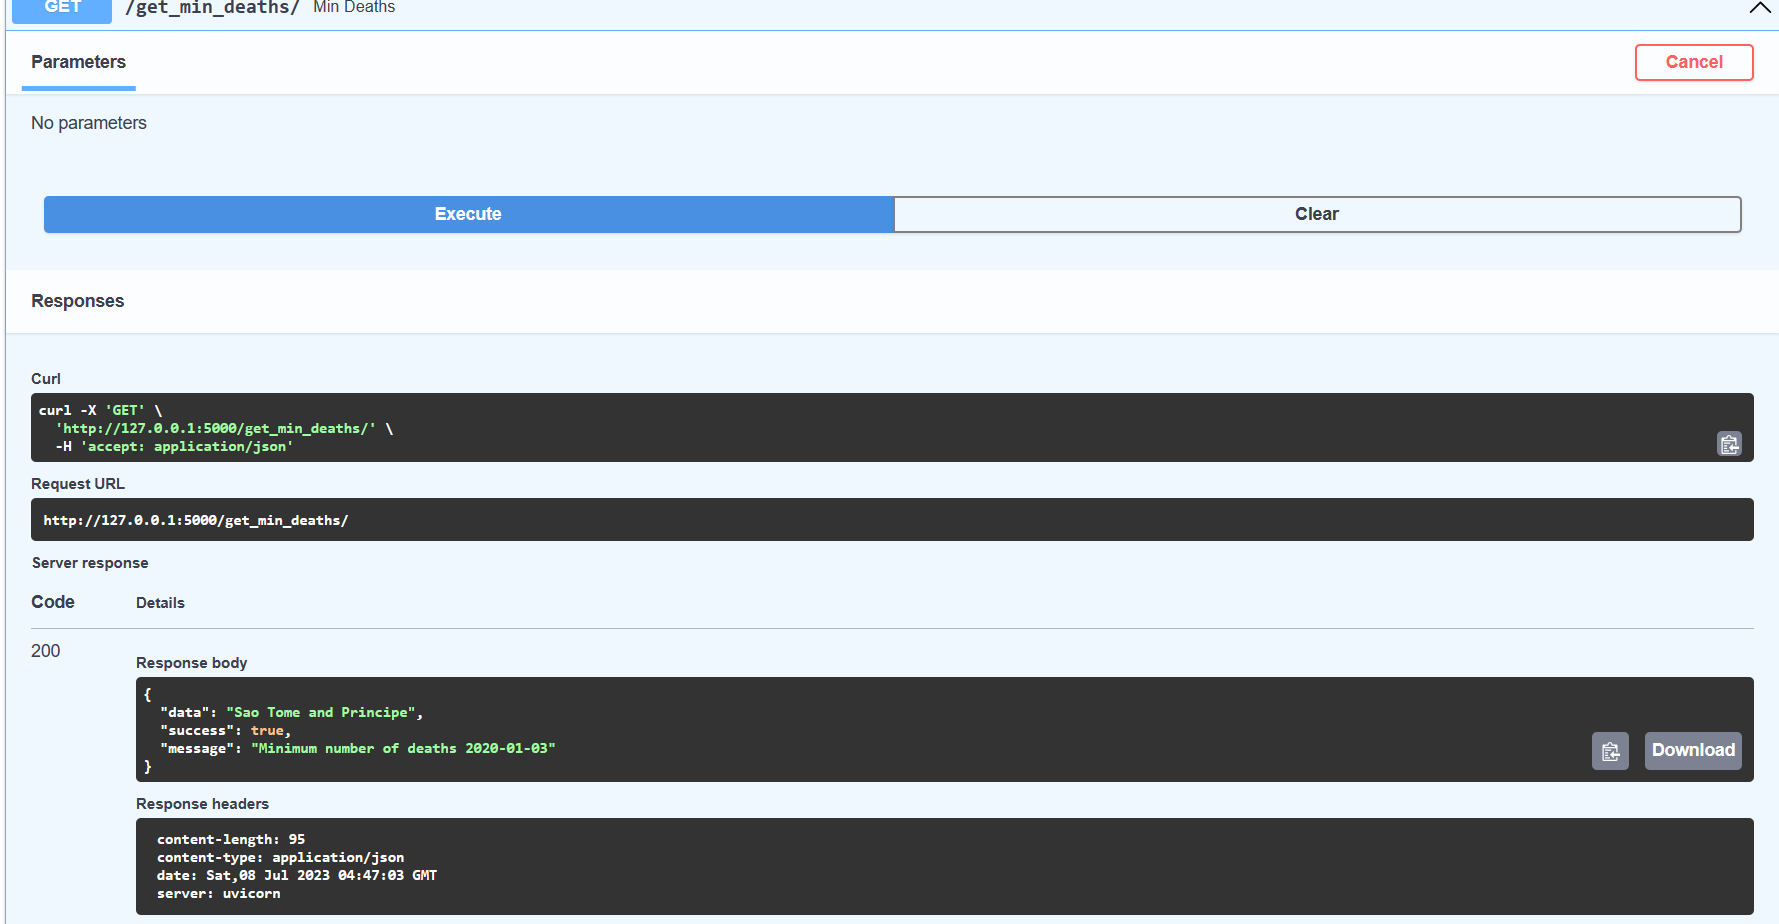 GET /get_min_deaths/ Min Deaths
Parameters
Cancel
No parameters
Execute
Clear
Responses
Curl
curl -X 'GET' \
  'http://127.0.0.1:5000/get_min_deaths/' \
  -H 'accept: application/json'
Request URL
http://127.0.0.1:5000/get_min_deaths/
Server response
Code Details
200
Response body
{
  "data": "Sao Tome and Principe",
  "success": true,
  "message": "Minimum number of deaths 2020-01-03"
}
Download
Response headers
content-length: 95
content-type: application/json
date: Sat,08 Jul 2023 04:47:03 GMT
server: uvicorn